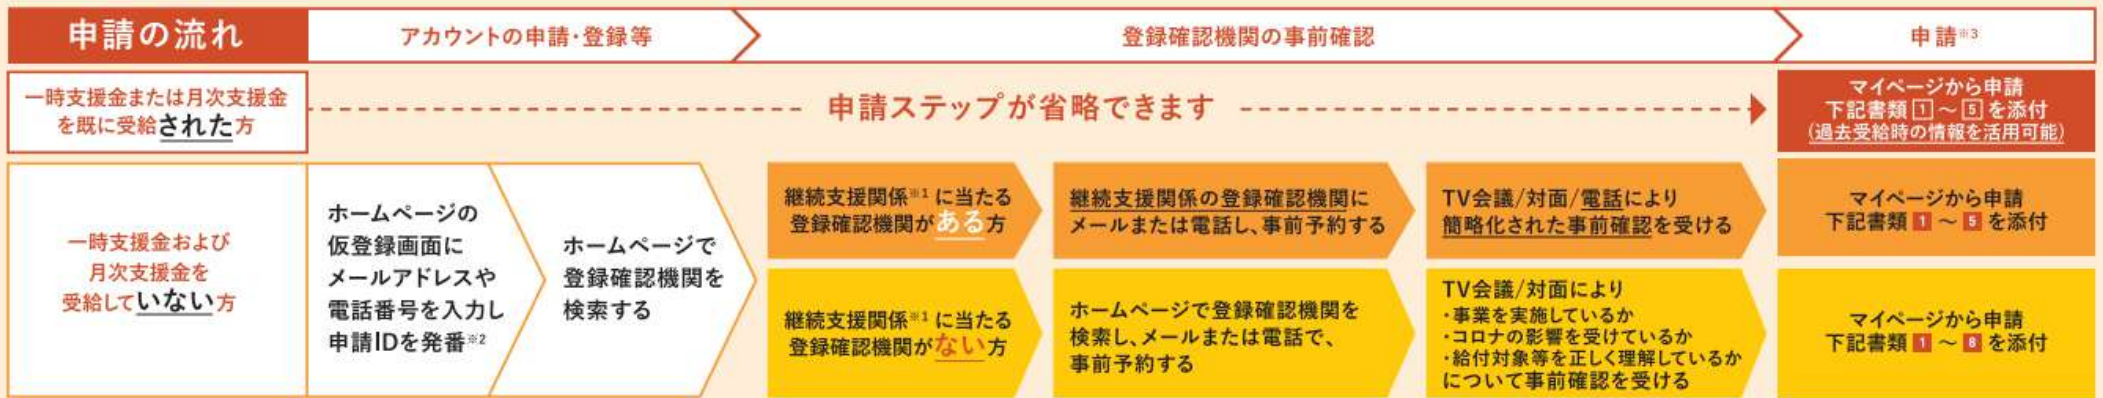 申請の流れ
アカウントの申請・登録等
登録確認機関の事前確認
申請※3
一時支援金または月次支援金
を既に受給された方
申請ステップが省略できます
マイページから申請
下記書類1～5を添付
(過去受給時の情報を活用可能)
一時支援金および
月次支援金を
受給していない方
ホームページの
仮登録画面に
メールアドレスや
電話番号を入力し
申請IDを発番※2
ホームページで
登録確認機関を
検索する
継続支援関係※1に当たる
登録確認機関がある方
継続支援関係の登録確認機関に
メールまたは電話し、事前予約する
TV会議/対面/電話により
簡略化された事前確認を受ける
マイページから申請
下記書類1～5を添付
継続支援関係※1に当たる
登録確認機関がない方
ホームページで登録確認機関を
検索し、メールまたは電話で、
事前予約する
TV会議/対面により
・事業を実施しているか
・コロナの影響を受けているか
・給付対象等を正しく理解しているか
について事前確認を受ける
マイページから申請
下記書類1～8を添付